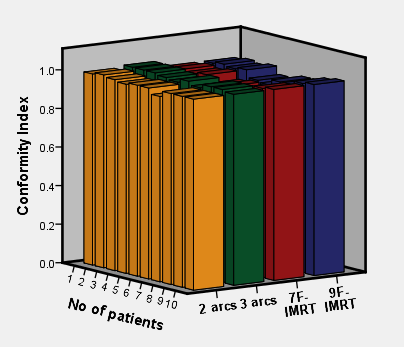 Conformity Index
1.0
0.8
0.6
0.4
0.2
0.0
1 2 3 4 5 6 7 8 9 10
No of patients
2 arcs 3 arcs 7F-IMRT 9F-IMRT